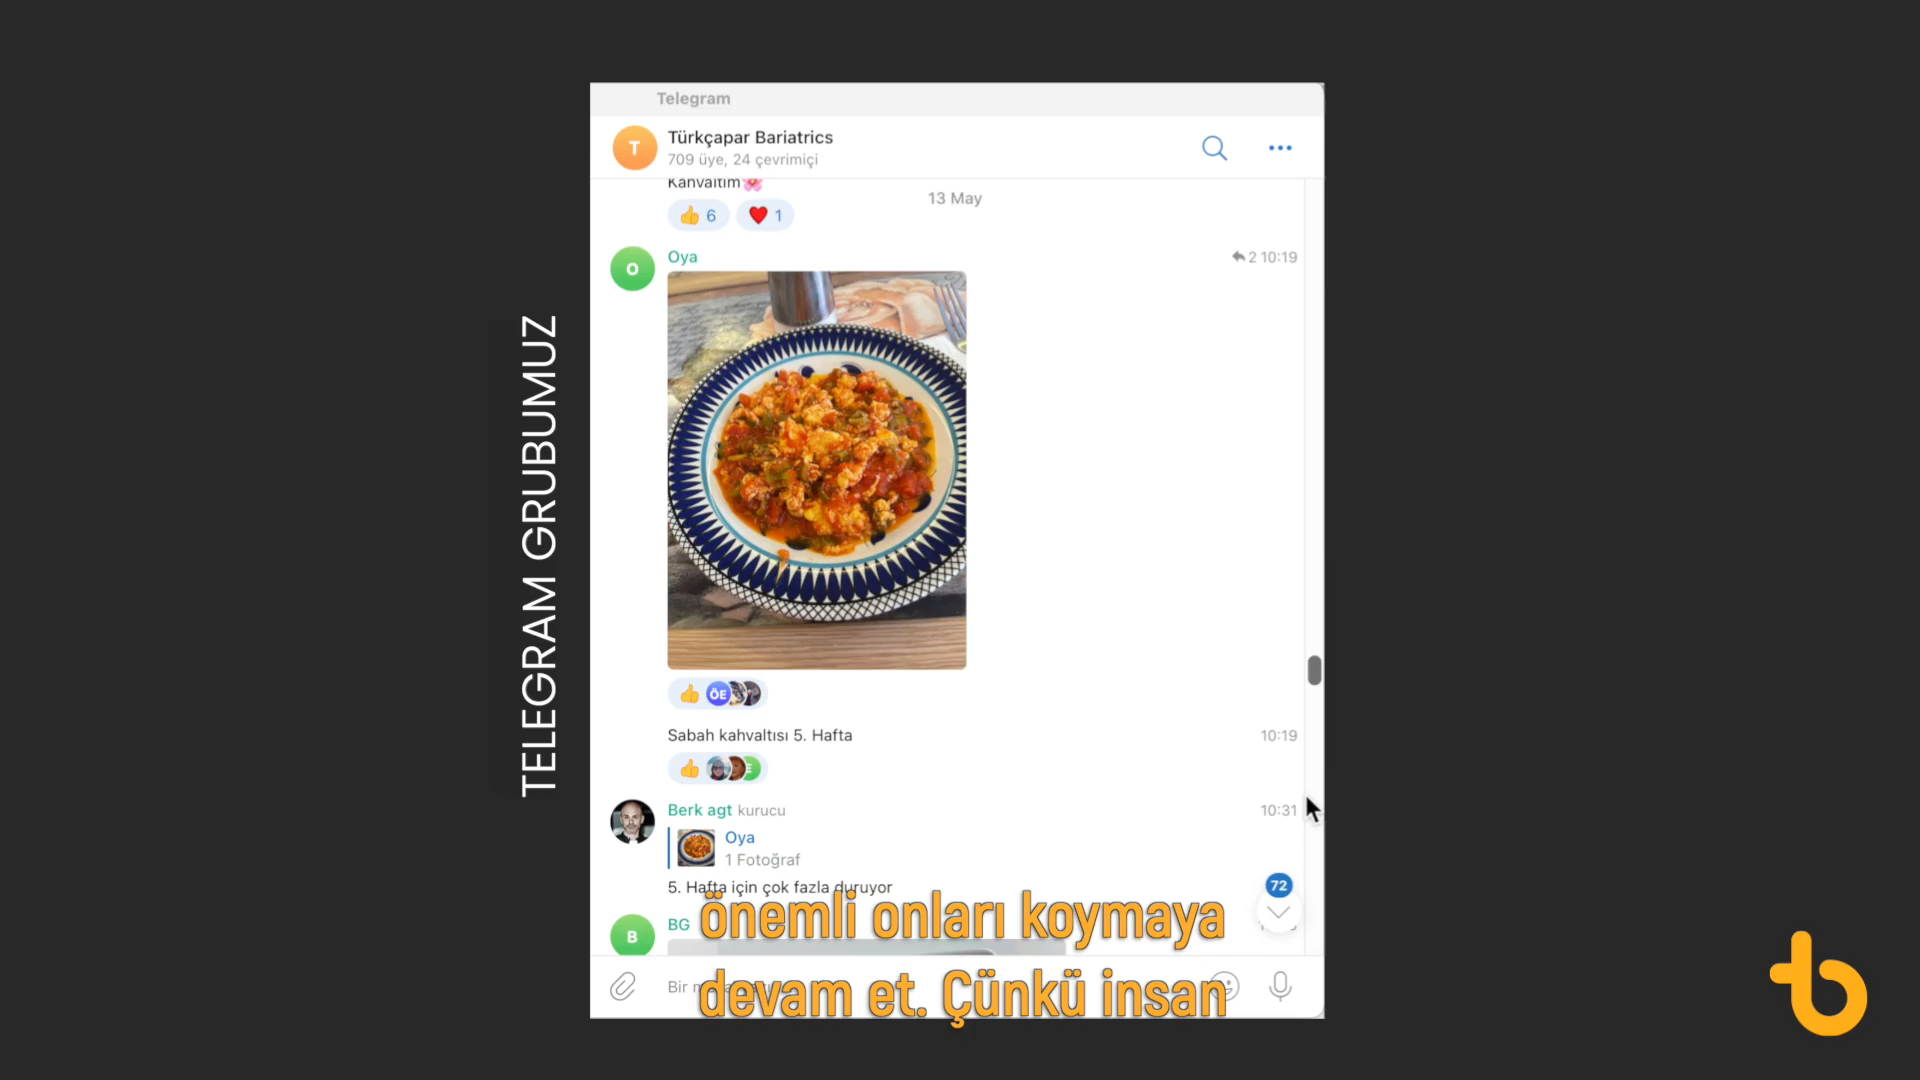 TELEGRAM GRUBUMUZ
Telegram
T
Türkçapar Bariatrics
709 üye, 24 çevrimiçi
Kahvaltım🌸
13 May
👍 6 ❤️ 1
O
Oya
2 10:19
👍 ÖE
Sabah kahvaltısı 5. Hafta
10:19
👍 E
Berk agt kurucu
10:31
Oya
1 Fotoğraf
5. Hafta için çok fazla duruyor
72
B
BG
önemli onları koymaya
devam et. Çünkü insan
Bir